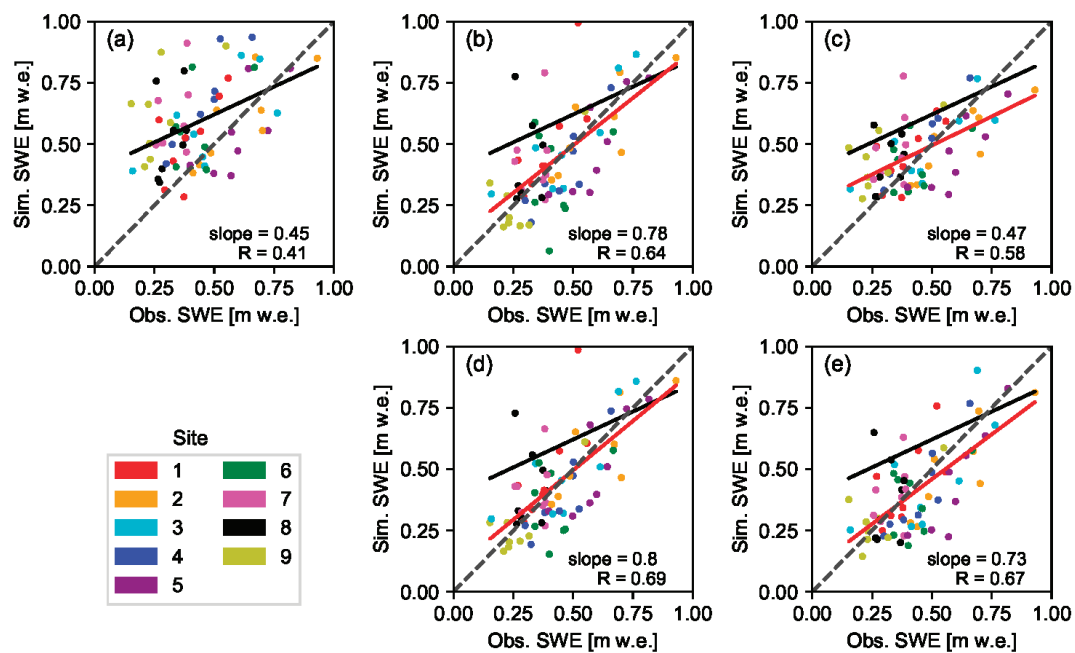 1.00
0.75
0.50
0.25
0.00
Sim. SWE [m w.e.]
(a)
slope = 0.45
R = 0.41
0.00 0.25 0.50 0.75 1.00
Obs. SWE [m w.e.]
1.00
0.75
0.50
0.25
0.00
Sim. SWE [m w.e.]
(b)
slope = 0.78
R = 0.64
0.00 0.25 0.50 0.75 1.00
Obs. SWE [m w.e.]
1.00
0.75
0.50
0.25
0.00
Sim. SWE [m w.e.]
(c)
slope = 0.47
R = 0.58
0.00 0.25 0.50 0.75 1.00
Obs. SWE [m w.e.]
Site
1 6
2 7
3 8
4 9
5
1.00
0.75
0.50
0.25
0.00
Sim. SWE [m w.e.]
(d)
slope = 0.8
R = 0.69
0.00 0.25 0.50 0.75 1.00
Obs. SWE [m w.e.]
1.00
0.75
0.50
0.25
0.00
Sim. SWE [m w.e.]
(e)
slope = 0.73
R = 0.67
0.00 0.25 0.50 0.75 1.00
Obs. SWE [m w.e.]